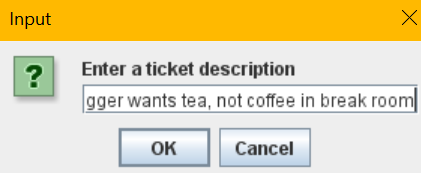 Input
Enter a ticket description
gger wants tea, not coffee in break room
OK
Cancel